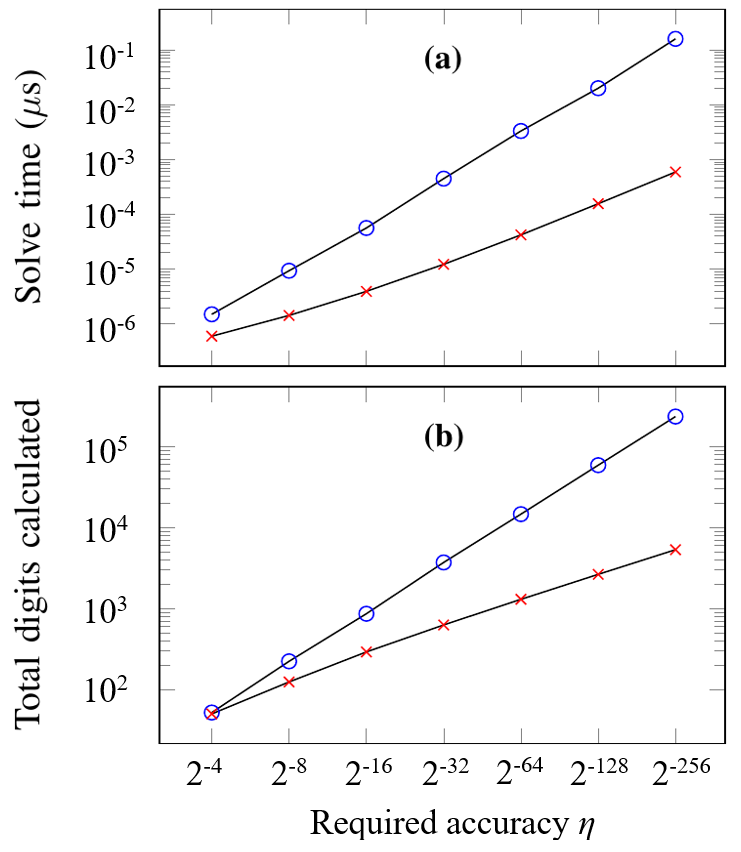 (a)
Solve time (μs)
10^-1
10^-2
10^-3
10^-4
10^-5
10^-6
(b)
Total digits calculated
10^5
10^4
10^3
10^2
2^-4 2^-8 2^-16 2^-32 2^-64 2^-128 2^-256
Required accuracy η